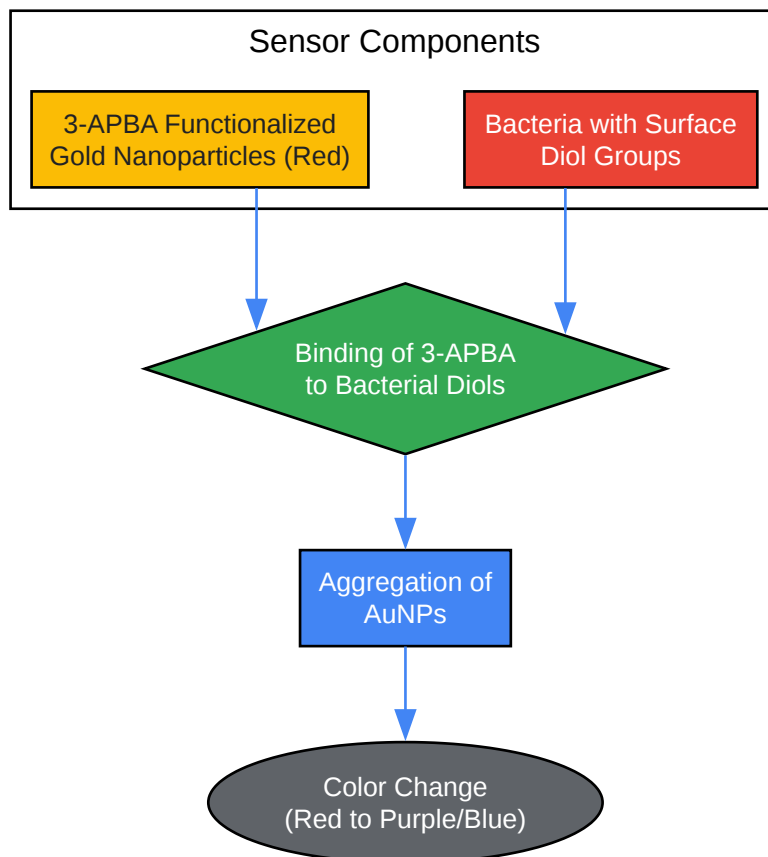 Sensor Components
3-APBA Functionalized
Gold Nanoparticles (Red)
Bacteria with Surface
Diol Groups
Binding of 3-APBA
to Bacterial Diols
Aggregation of
AuNPs
Color Change
(Red to Purple/Blue)